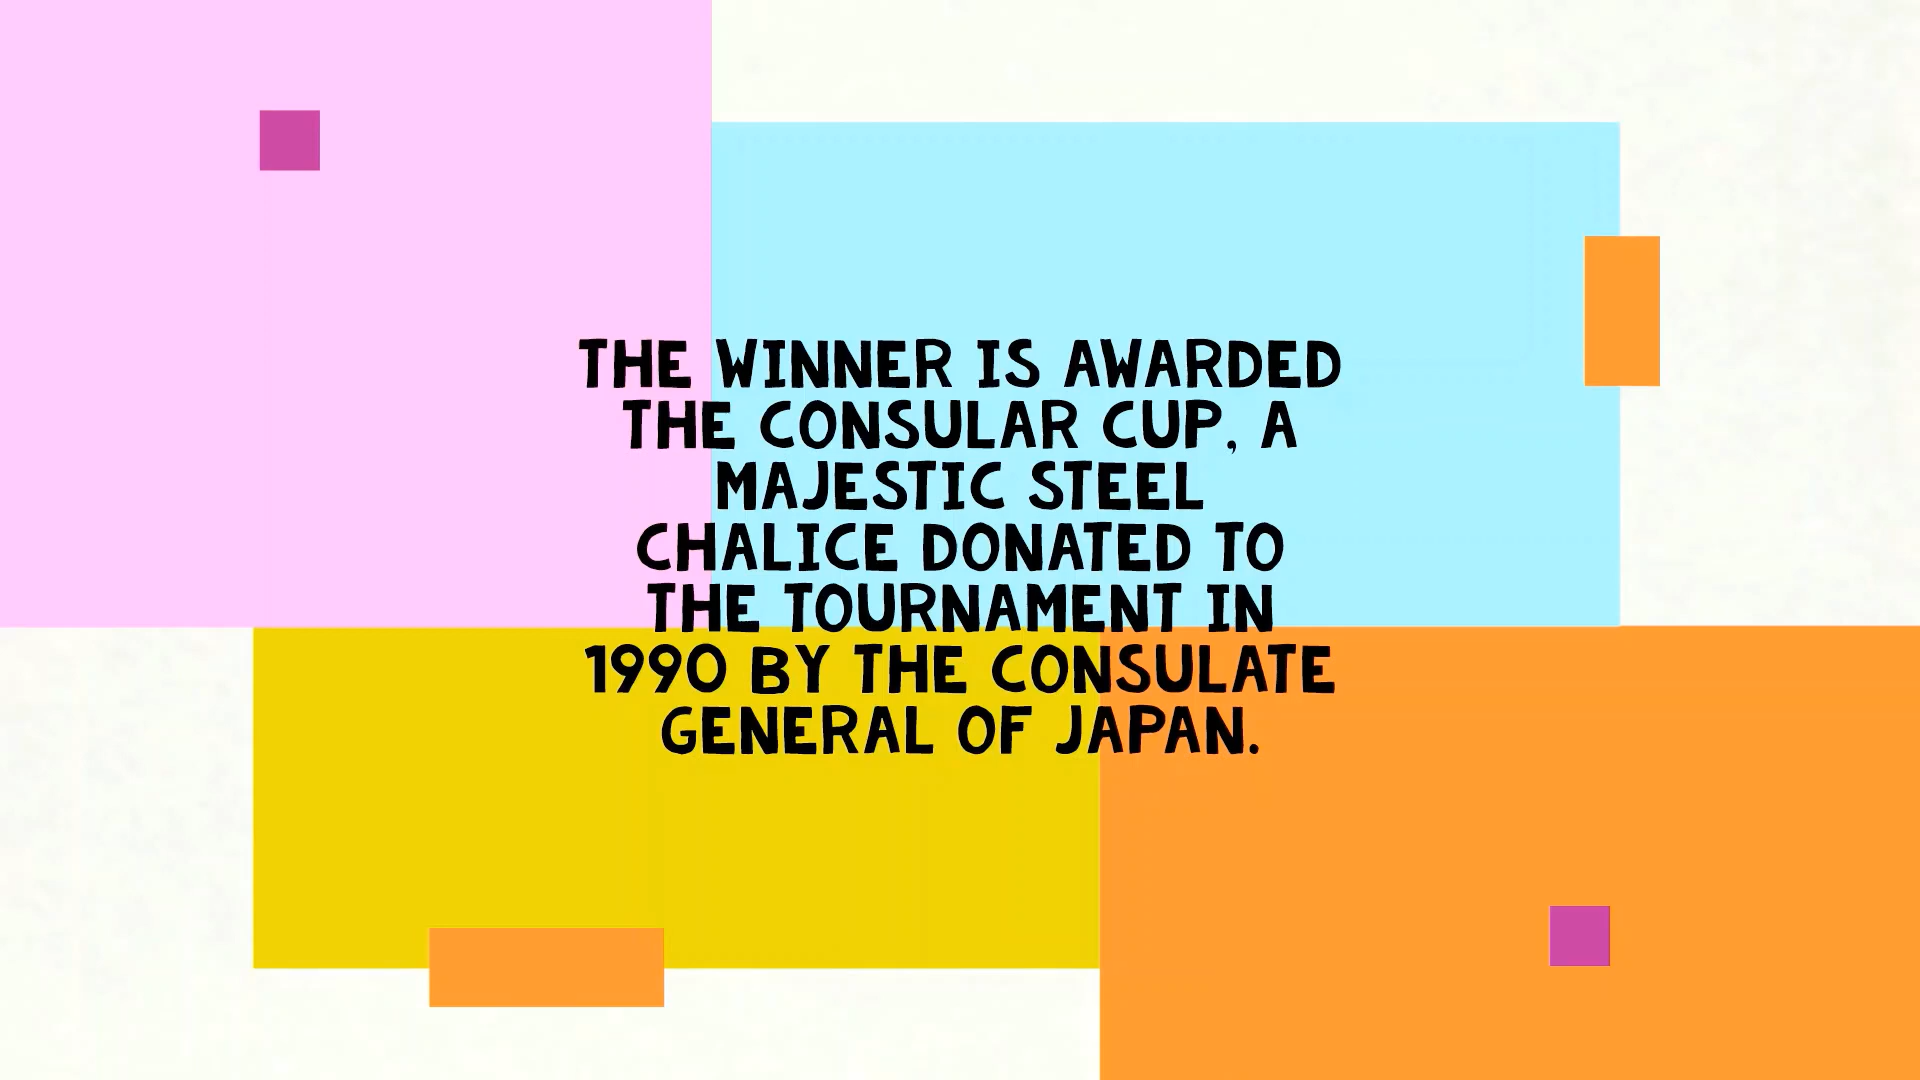 THE WINNER IS AWARDED
THE CONSULAR CUP, A
MAJESTIC STEEL
CHALICE DONATED TO
THE TOURNAMENT IN
1990 BY THE CONSULATE
GENERAL OF JAPAN.